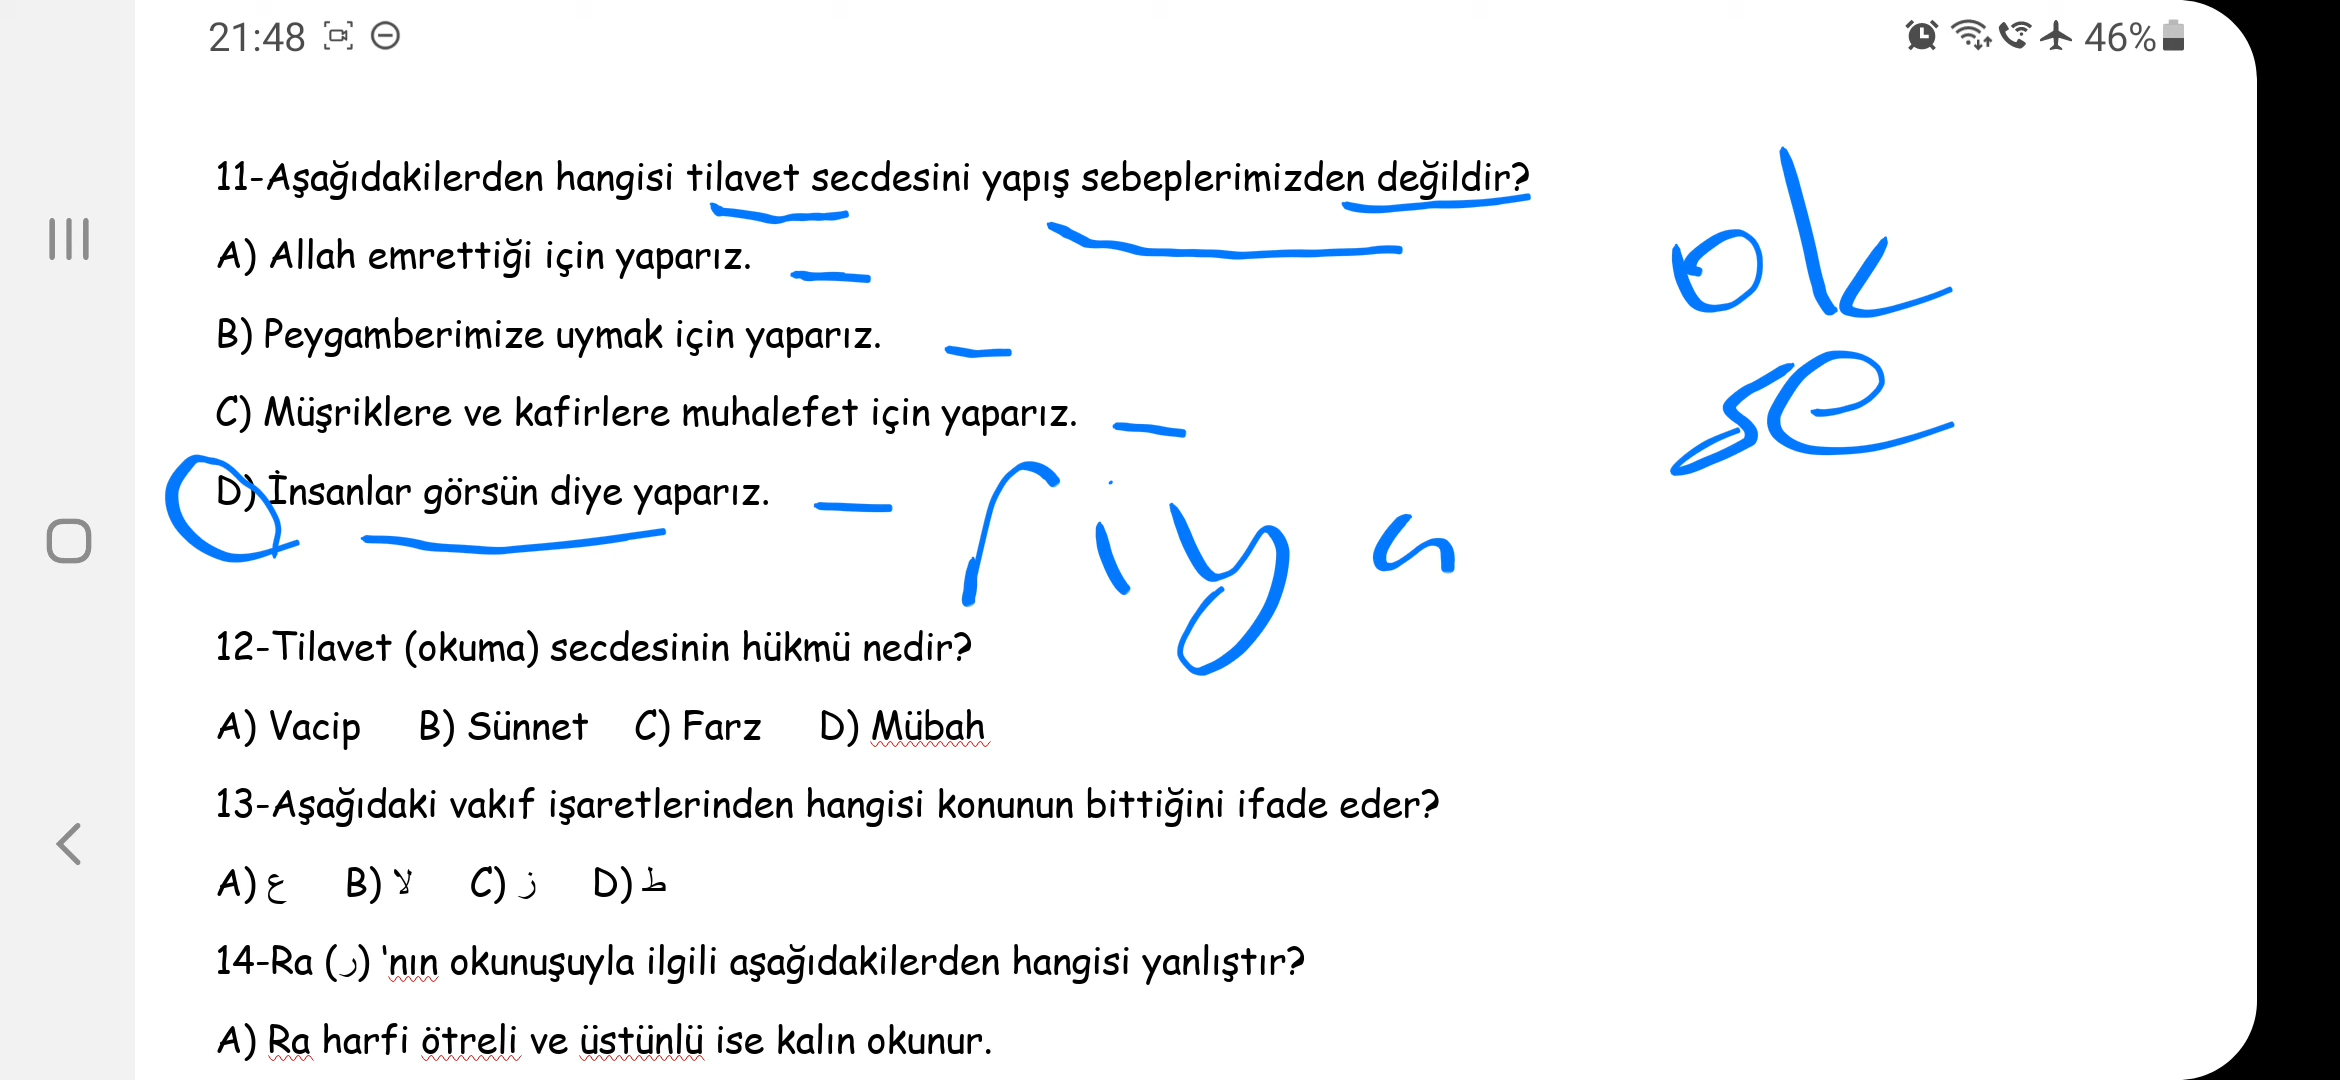 21:48 46%
11-Aşağıdakilerden hangisi tilavet secdesini yapış sebeplerimizden değildir?
ok
A) Allah emrettiği için yaparız.
B) Peygamberimize uymak için yaparız.
se
C) Müşriklere ve kafirlere muhalefet için yaparız.
D) İnsanlar görsün diye yaparız.
riya
12-Tilavet (okuma) secdesinin hükmü nedir?
A) Vacip B) Sünnet C) Farz D) Mübah
13-Aşağıdaki vakıf işaretlerinden hangisi konunun bittiğini ifade eder?
A) ع B) لا C) ز D) ط
14-Ra (ر) 'nın okunuşuyla ilgili aşağıdakilerden hangisi yanlıştır?
A) Ra harfi ötreli ve üstünlü ise kalın okunur.